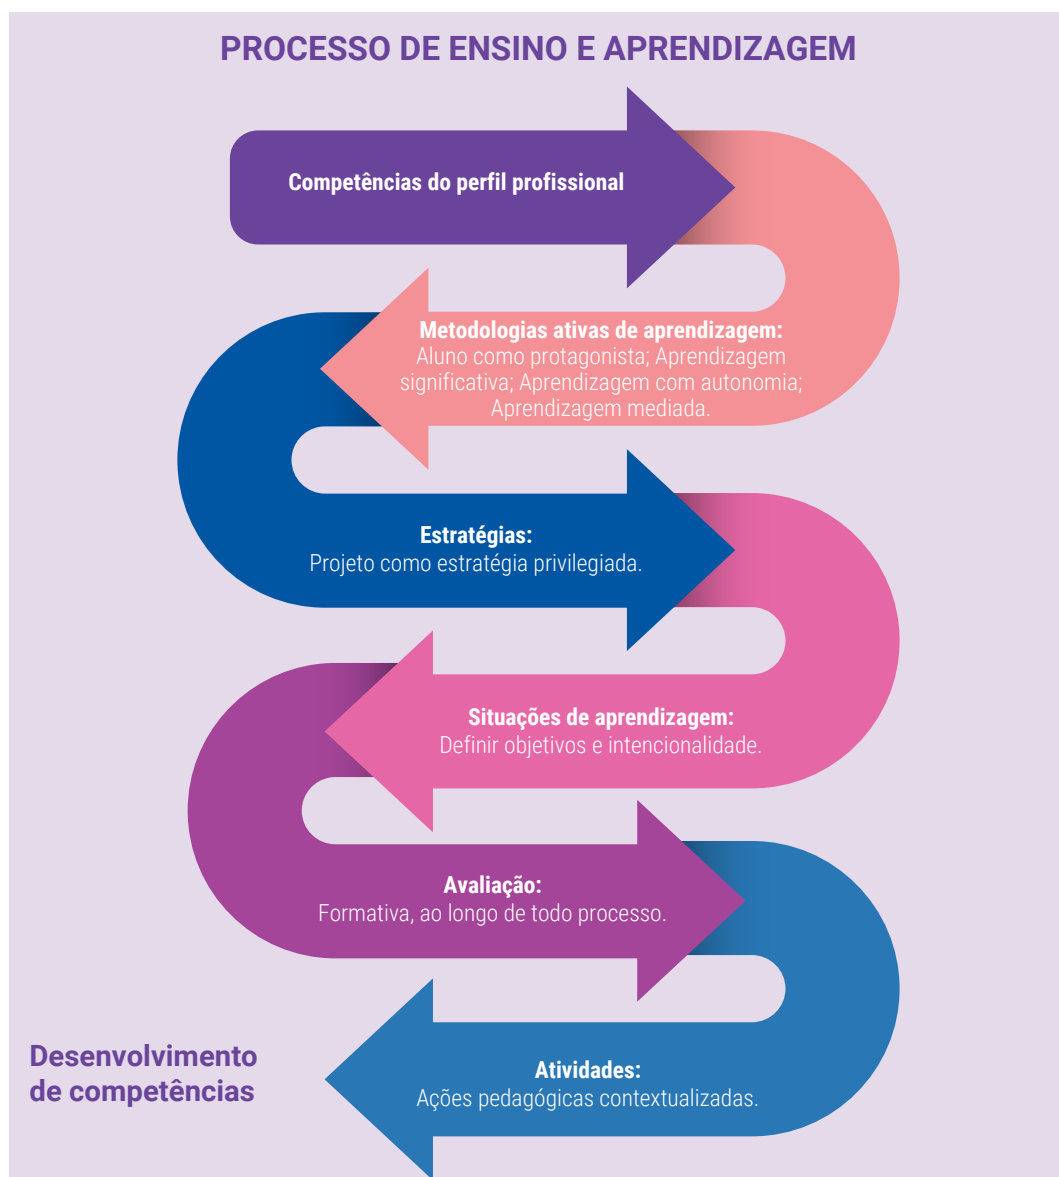 PROCESSO DE ENSINO E APRENDIZAGEM
Competências do perfil profissional
Metodologias ativas de aprendizagem:
Aluno como protagonista; Aprendizagem
significativa; Aprendizagem com autonomia;
Aprendizagem mediada.
Estratégias:
Projeto como estratégia privilegiada.
Situações de aprendizagem:
Definir objetivos e intencionalidade.
Avaliação:
Formativa, ao longo de todo processo.
Atividades:
Ações pedagógicas contextualizadas.
Desenvolvimento
de competências